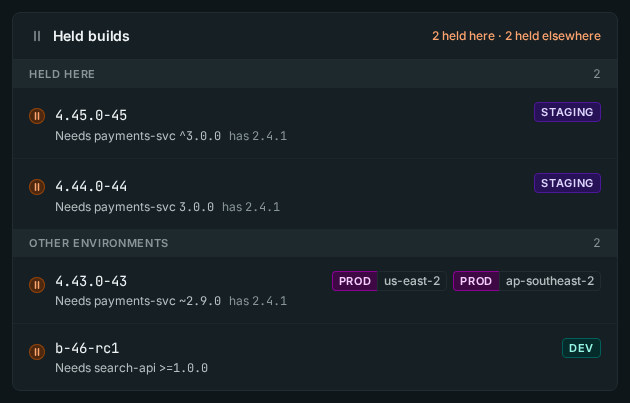 Held builds 2 held here · 2 held elsewhere
HELD HERE 2
4.45.0-45 STAGING
Needs payments-svc ^3.0.0 has 2.4.1
4.44.0-44 STAGING
Needs payments-svc 3.0.0 has 2.4.1
OTHER ENVIRONMENTS 2
4.43.0-43 PROD us-east-2 PROD ap-southeast-2
Needs payments-svc ~2.9.0 has 2.4.1
b-46-rc1 DEV
Needs search-api >=1.0.0